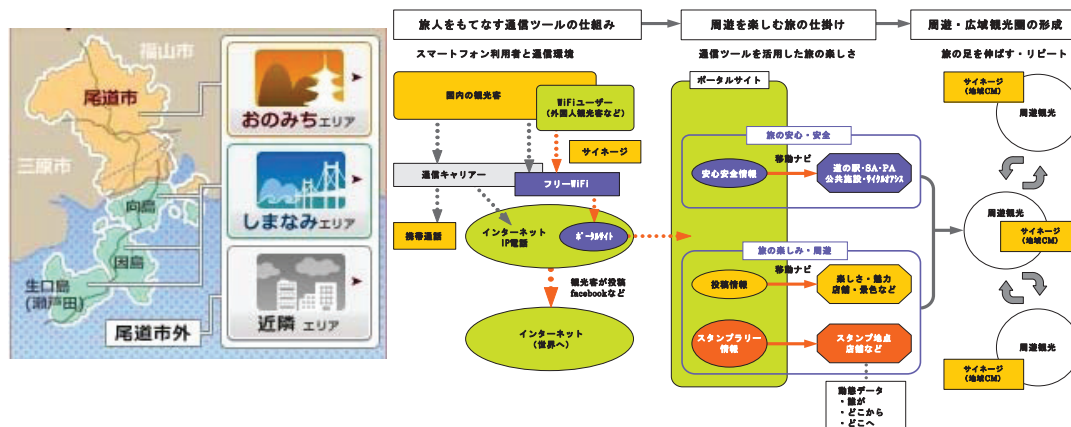 福山市
尾道市
三原市
向島
因島
生口島
(瀬戸田)
尾道市外
おのみちエリア
しまなみエリア
近隣 エリア
旅人をもてなす通信ツールの仕組み
スマートフォン利用者と通信環境
国内の観光客
WiFiユーザー
(外国人観光客など)
サイネージ
通信キャリアー
フリーWiFi
携帯通話
インターネット
IP電話
ポータルサイト
観光客が投稿
facebookなど
インターネット
(世界へ)
周遊を楽しむ旅の仕掛け
通信ツールを活用した旅の楽しさ
ポータルサイト
旅の安心・安全
安心安全情報
移動ナビ
道の駅・SA・PA
公共施設・サイクルオアシス
旅の楽しみ・周遊
移動ナビ
投稿情報
楽しさ・魅力
店舗・景色など
スタンプラリー
情報
スタンプ地点
店舗など
動態データ
・誰が
・どこから
・どこへ
周遊・広域観光圏の形成
旅の足を伸ばす・リピート
サイネージ
(地域CM)
周遊観光
周遊観光
サイネージ
(地域CM)
周遊観光
サイネージ
(地域CM)